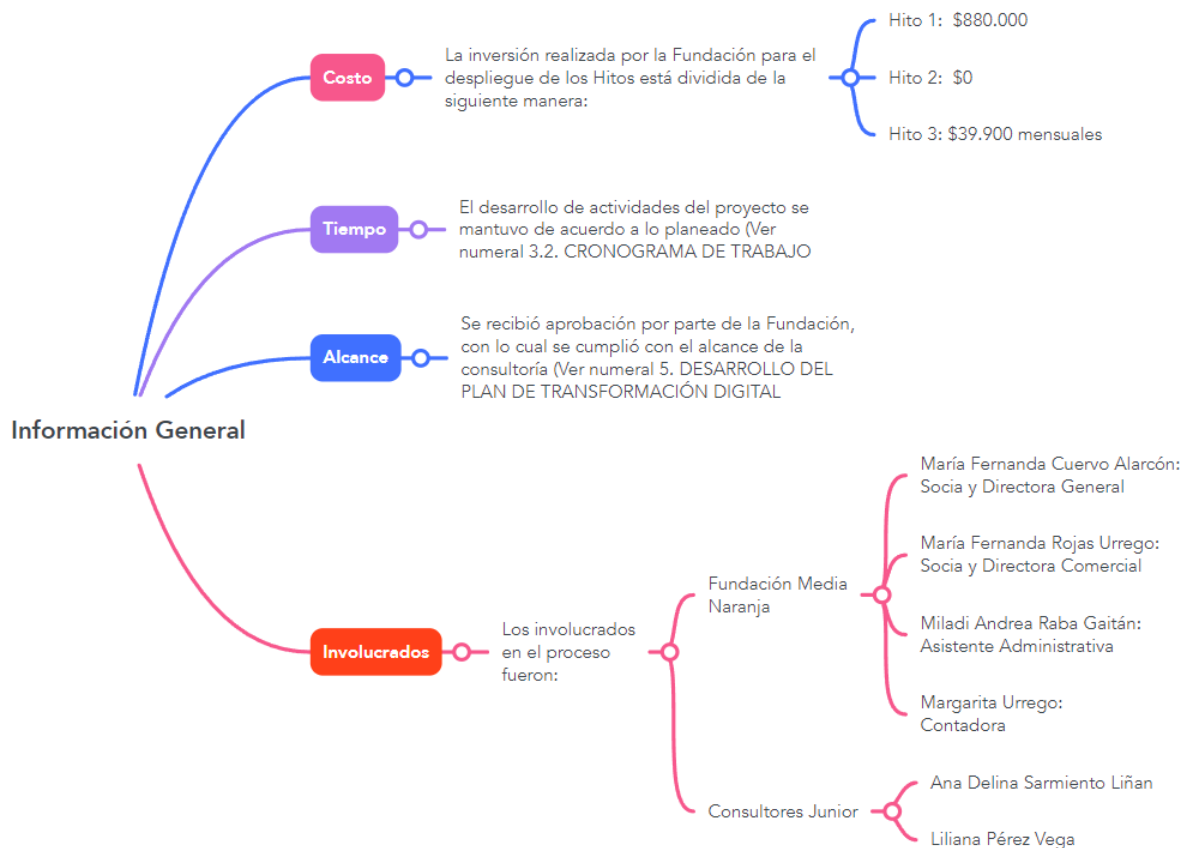 Información General
Costo
La inversión realizada por la Fundación para el
despliegue de los Hitos está dividida de la
siguiente manera:
Hito 1:  $880.000
Hito 2:  $0
Hito 3: $39.900 mensuales
Tiempo
El desarrollo de actividades del proyecto se
mantuvo de acuerdo a lo planeado (Ver
numeral 3.2. CRONOGRAMA DE TRABAJO
Alcance
Se recibió aprobación por parte de la Fundación,
con lo cual se cumplió con el alcance de la
consultoría (Ver numeral 5. DESARROLLO DEL
PLAN DE TRANSFORMACIÓN DIGITAL
Involucrados
Los involucrados
en el proceso
fueron:
Fundación Media
Naranja
María Fernanda Cuervo Alarcón:
Socia y Directora General
María Fernanda Rojas Urrego:
Socia y Directora Comercial
Miladi Andrea Raba Gaitán:
Asistente Administrativa
Margarita Urrego:
Contadora
Consultores Junior
Ana Delina Sarmiento Liñan
Liliana Pérez Vega